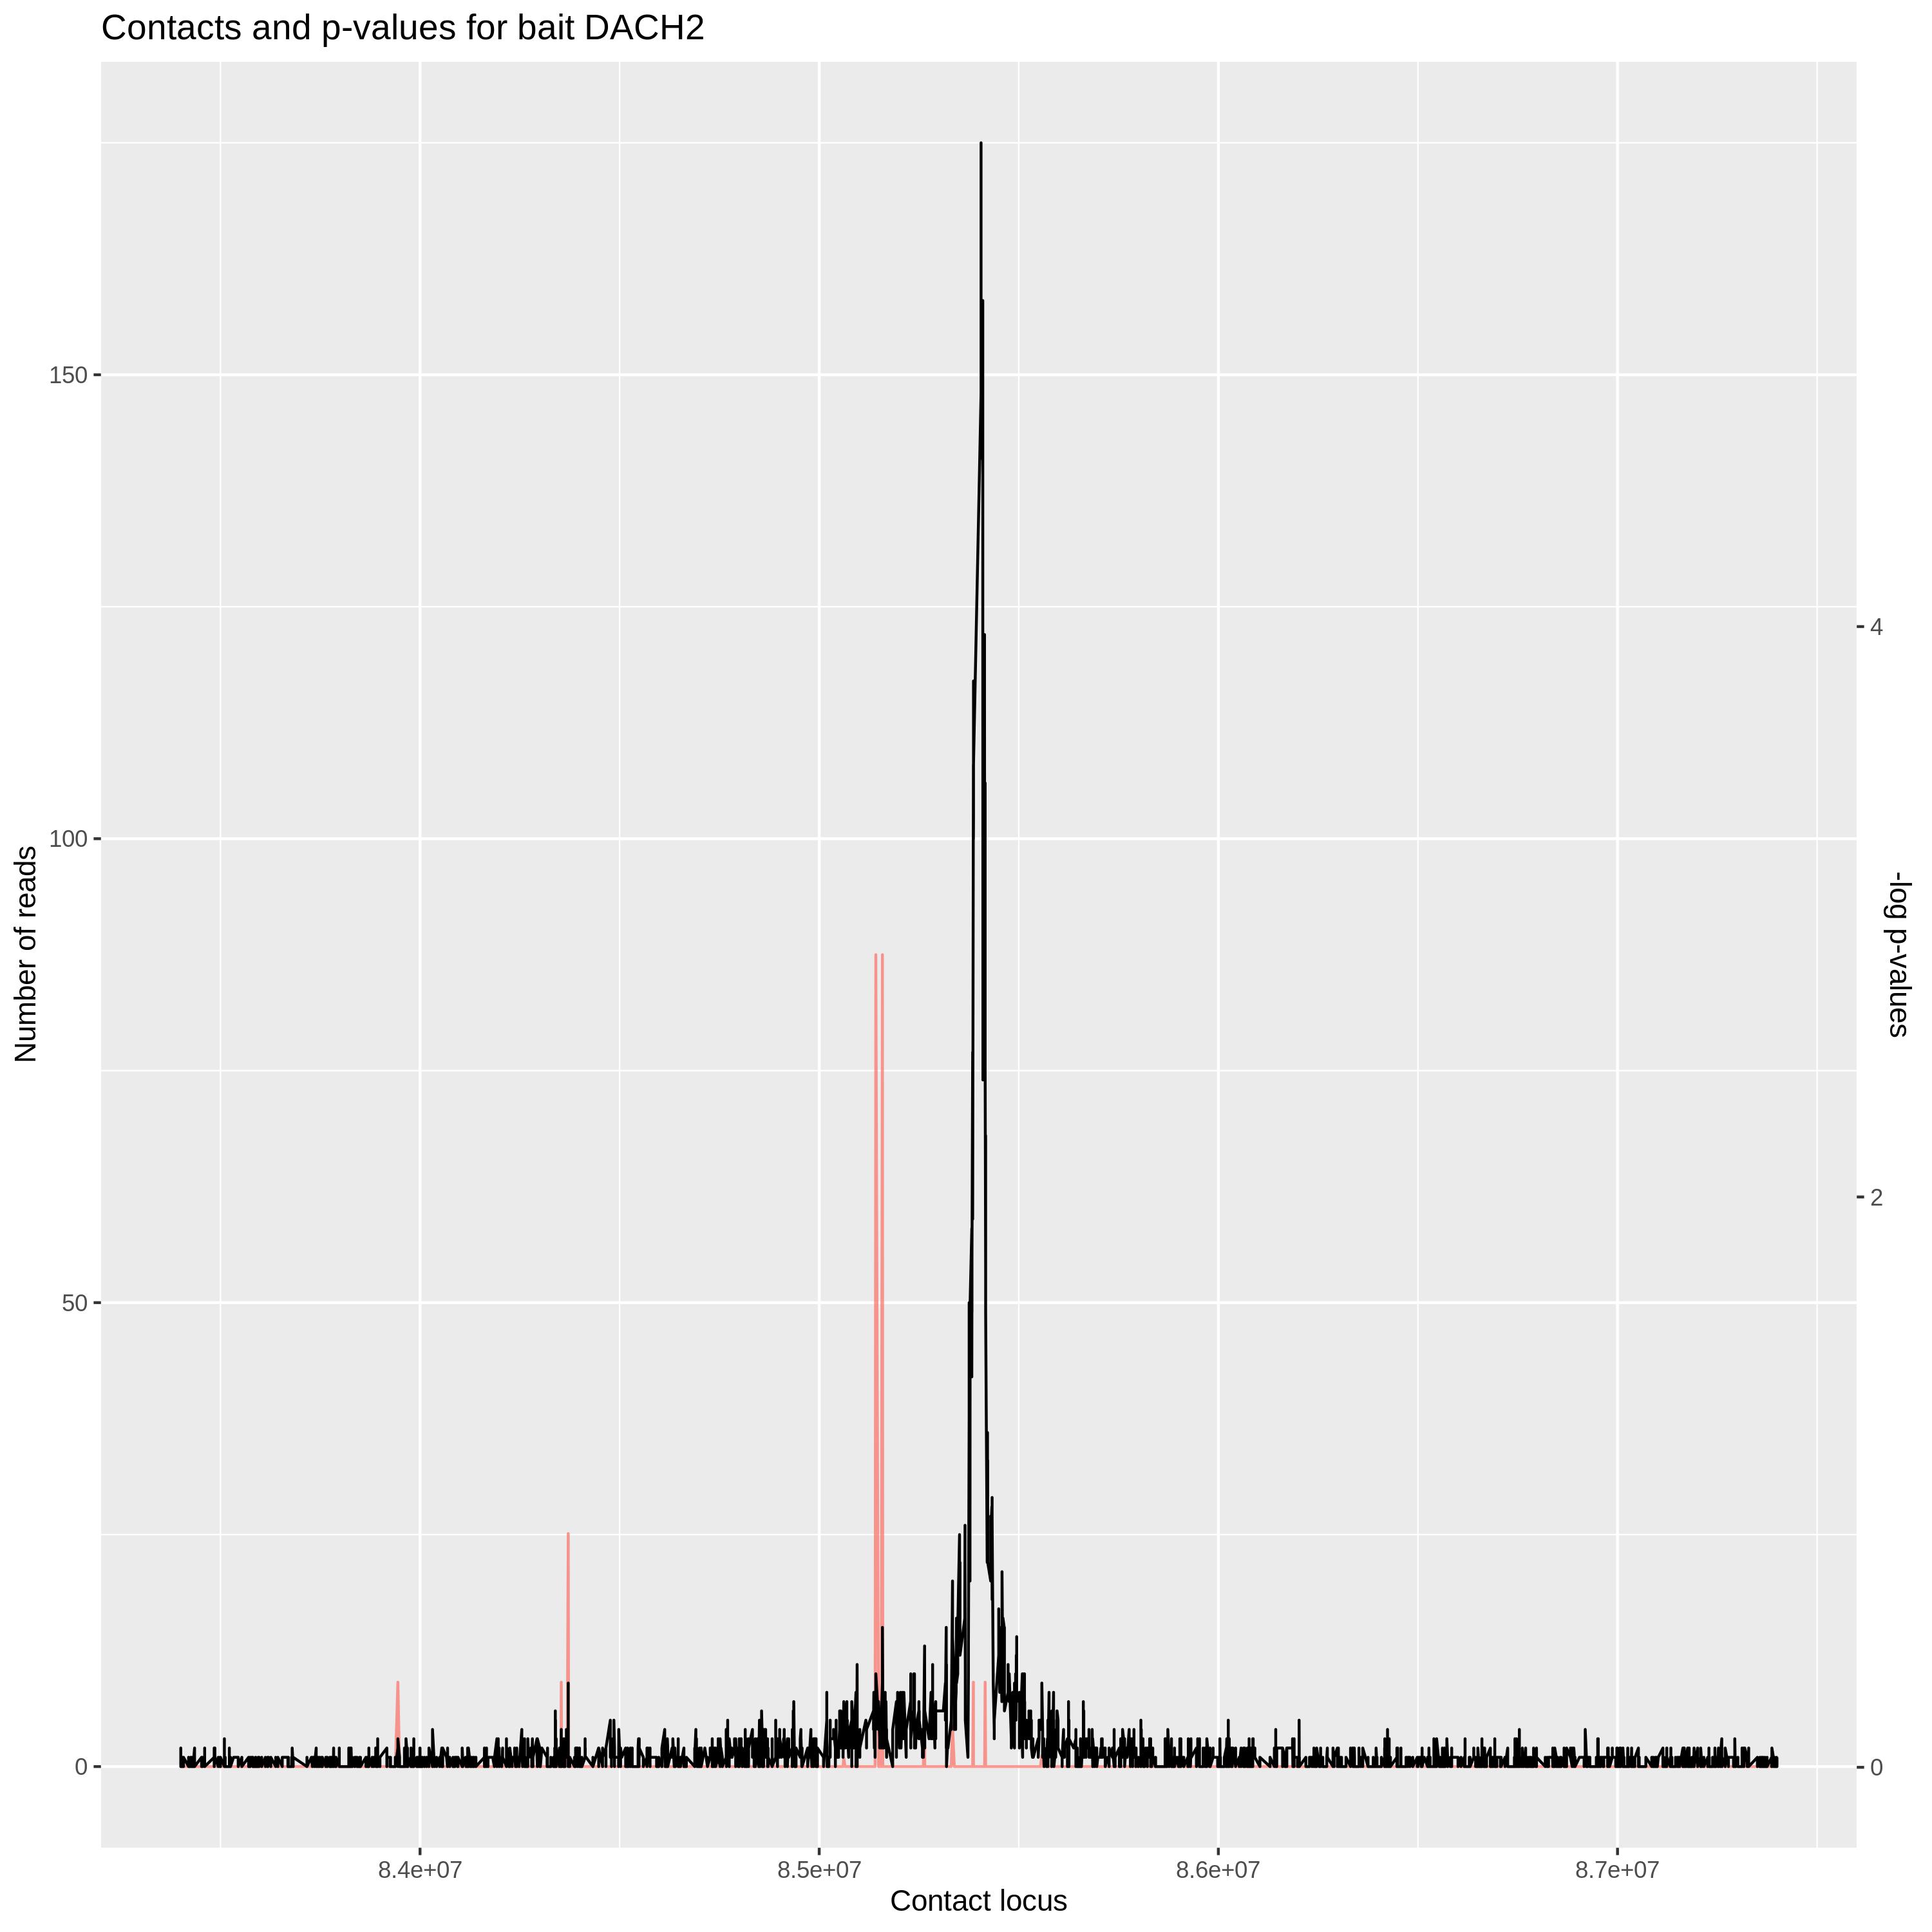 Contacts and p-values for bait DACH2
150
100
50
0
Number of reads
4
2
0
-log p-values
8.4e+07
8.5e+07
8.6e+07
8.7e+07
Contact locus